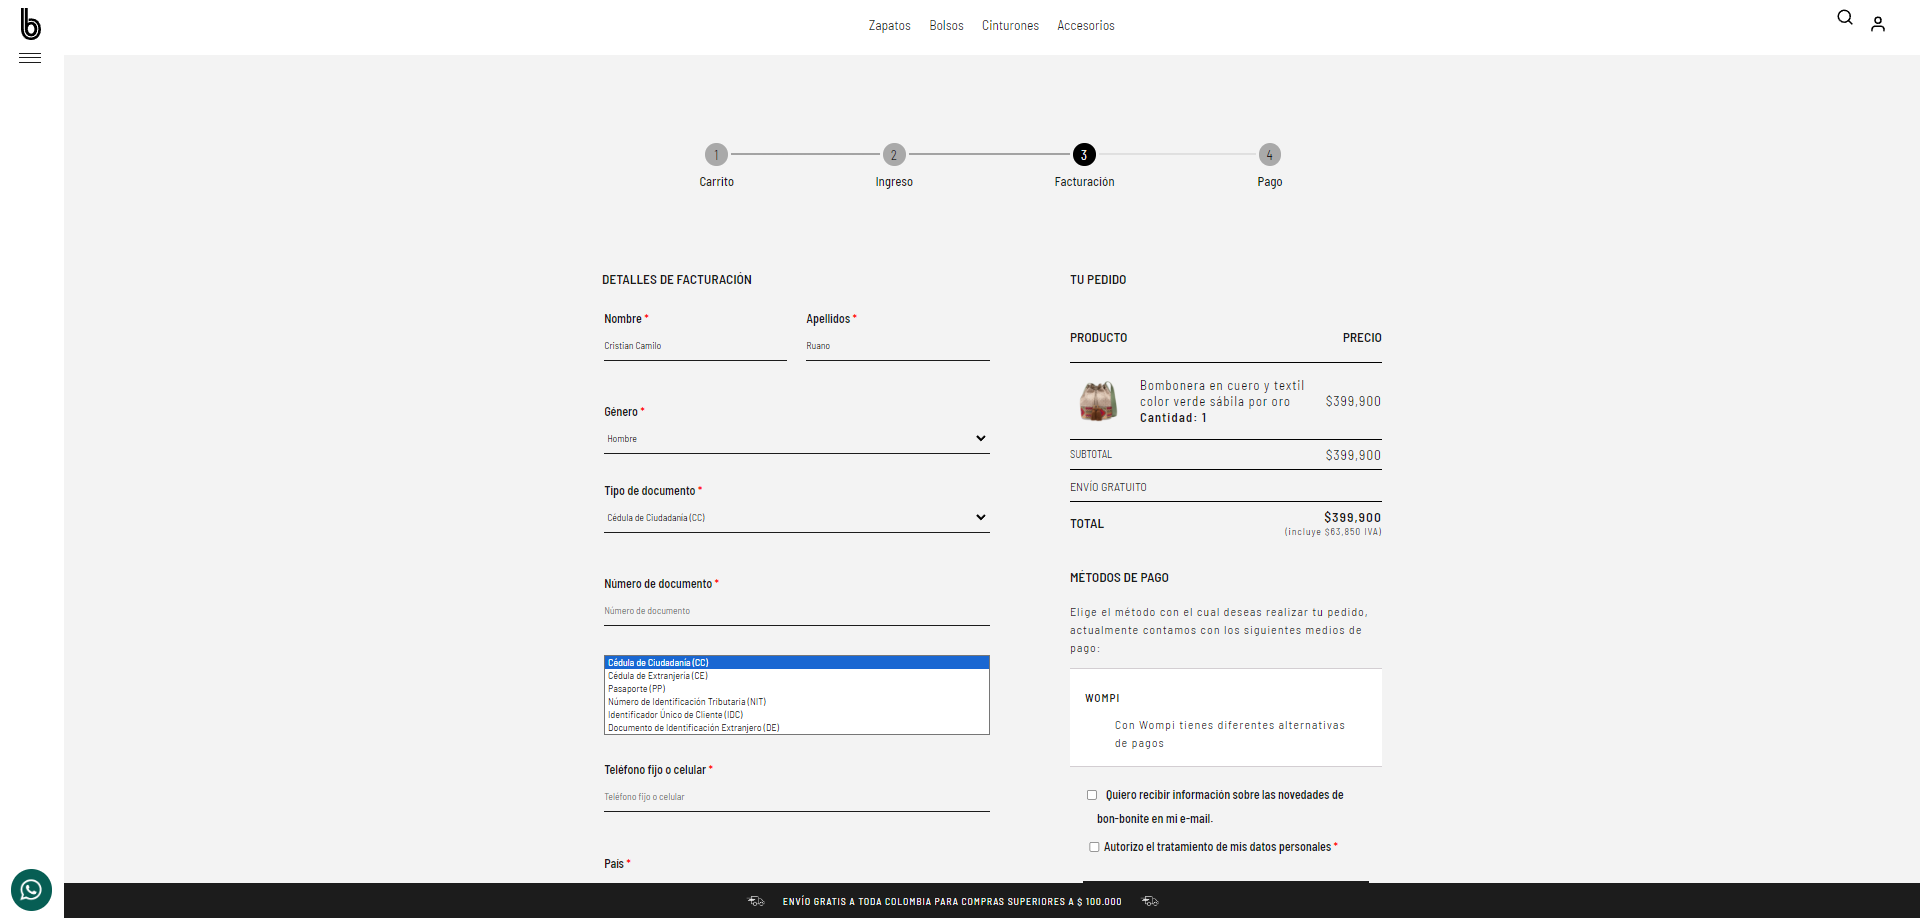 b
Zapatos Bolsos Cinturones Accesorios
1 2 3 4
Carrito Ingreso Facturación Pago
DETALLES DE FACTURACIÓN
Nombre *
Apellidos *
Cristian Camilo
Ruano
Género *
Hombre
Tipo de documento *
Cédula de Ciudadanía (CC)
Número de documento *
Número de documento
Cédula de Ciudadanía (CC)
Cédula de Extranjería (CE)
Pasaporte (PP)
Número de Identificación Tributaria (NIT)
Identificador Único de Cliente (IDC)
Documento de Identificación Extranjero (DE)
Teléfono fijo o celular *
Teléfono fijo o celular
País *
TU PEDIDO
PRODUCTO PRECIO
Bombonera en cuero y textil
color verde sábila por oro
Cantidad: 1
$399,900
SUBTOTAL $399,900
ENVÍO GRATUITO
TOTAL $399,900
(incluye $63,850 IVA)
MÉTODOS DE PAGO
Elige el método con el cual deseas realizar tu pedido,
actualmente contamos con los siguientes medios de
pago:
WOMPI
Con Wompi tienes diferentes alternativas
de pagos
Quiero recibir información sobre las novedades de
bon-bonite en mi e-mail.
Autorizo el tratamiento de mis datos personales *
ENVÍO GRATIS A TODA COLOMBIA PARA COMPRAS SUPERIORES A $ 100.000